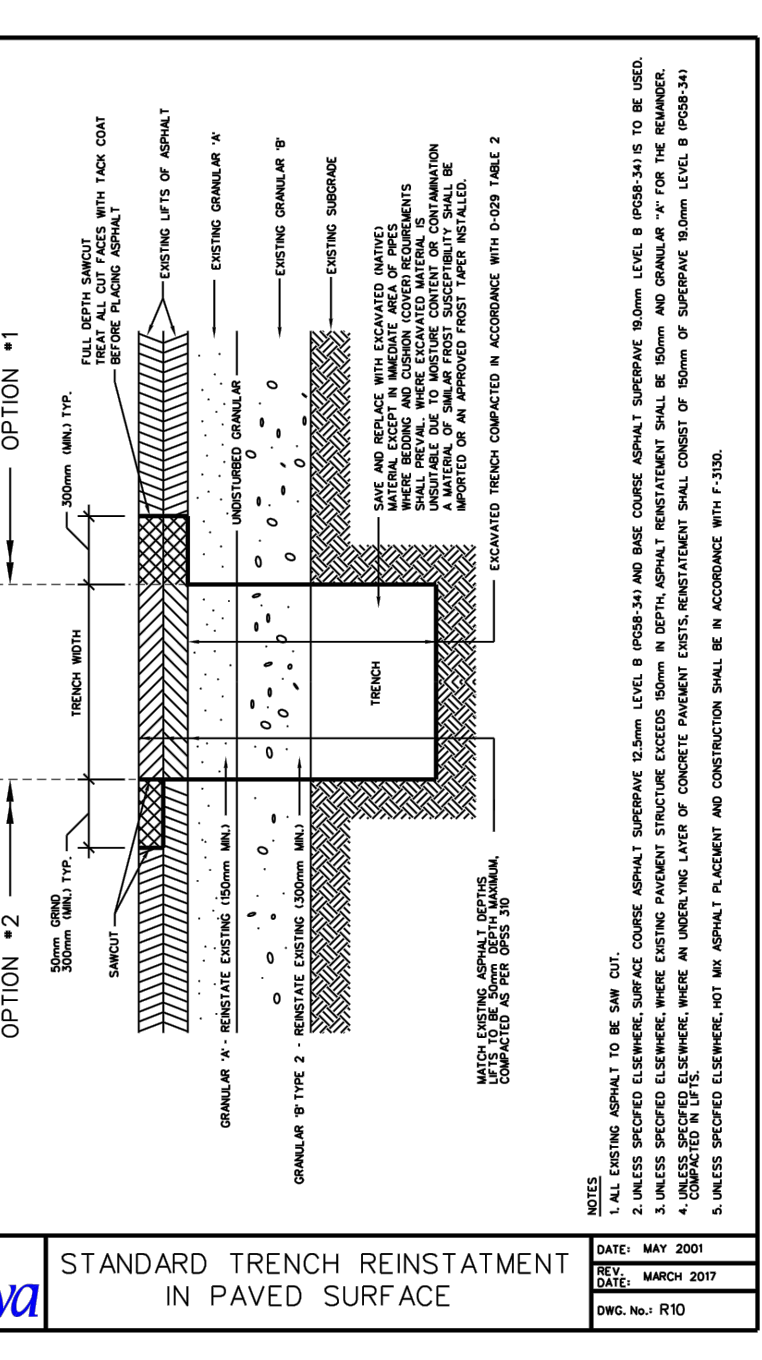 OPTION #2
OPTION #1
50mm GRIND
300mm (MIN.) TYP.
TRENCH WIDTH
300mm (MIN.) TYP.
FULL DEPTH SAWCUT
TREAT ALL CUT FACES WITH TACK COAT
BEFORE PLACING ASPHALT
SAWCUT
EXISTING LIFTS OF ASPHALT
GRANULAR 'A' - REINSTATE EXISTING (150mm MIN.)
UNDISTURBED GRANULAR
EXISTING GRANULAR 'A'
GRANULAR 'B' TYPE 2 - REINSTATE EXISTING (300mm MIN.)
EXISTING GRANULAR 'B'
EXISTING SUBGRADE
TRENCH
SAVE AND REPLACE WITH EXCAVATED (NATIVE)
MATERIAL EXCEPT IN IMMEDIATE AREA OF PIPES
WHERE BEDDING AND CUSHION (COVER) REQUIREMENTS
SHALL PREVAIL. WHERE EXCAVATED MATERIAL IS
UNSUITABLE DUE TO MOISTURE CONTENT OR CONTAMINATION
A MATERIAL OF SIMILAR FROST SUSCEPTIBILITY SHALL BE
IMPORTED OR AN APPROVED FROST TAPER INSTALLED.
MATCH EXISTING ASPHALT DEPTHS
LIFTS TO BE 50mm DEPTH MAXIMUM,
COMPACTED AS PER OPSS 310
EXCAVATED TRENCH COMPACTED IN ACCORDANCE WITH D-029 TABLE 2
NOTES
1. ALL EXISTING ASPHALT TO BE SAW CUT.
2. UNLESS SPECIFIED ELSEWHERE, SURFACE COURSE ASPHALT SUPERPAVE 12.5mm LEVEL B (PG58-34) AND BASE COURSE ASPHALT SUPERPAVE 19.0mm LEVEL B (PG58-34) IS TO BE USED.
3. UNLESS SPECIFIED ELSEWHERE, WHERE EXISTING PAVEMENT STRUCTURE EXCEEDS 150mm IN DEPTH, ASPHALT REINSTATEMENT SHALL BE 150mm AND GRANULAR "A" FOR THE REMAINDER.
4. UNLESS SPECIFIED ELSEWHERE, WHERE AN UNDERLYING LAYER OF CONCRETE PAVEMENT EXISTS, REINSTATEMENT SHALL CONSIST OF 150mm OF SUPERPAVE 19.0mm LEVEL B (PG58-34)
COMPACTED IN LIFTS.
5. UNLESS SPECIFIED ELSEWHERE, HOT MIX ASPHALT PLACEMENT AND CONSTRUCTION SHALL BE IN ACCORDANCE WITH F-3130.
STANDARD TRENCH REINSTATMENT
IN PAVED SURFACE
DATE: MAY 2001
REV. DATE: MARCH 2017
DWG. No.: R10